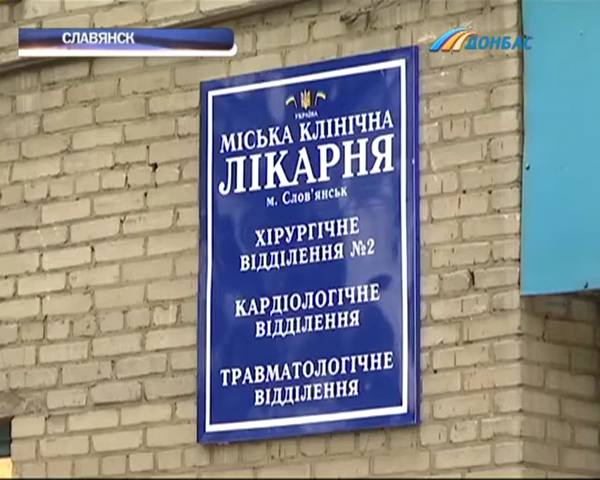 СЛАВЯНСК
ДОНБАС
УКРАЇНА
МІСЬКА КЛІНІЧНА
ЛІКАРНЯ
м. Слов'янськ
ХІРУРГІЧНЕ
ВІДДІЛЕННЯ №2
КАРДІОЛОГІЧНЕ
ВІДДІЛЕННЯ
ТРАВМАТОЛОГІЧНЕ
ВІДДІЛЕННЯ